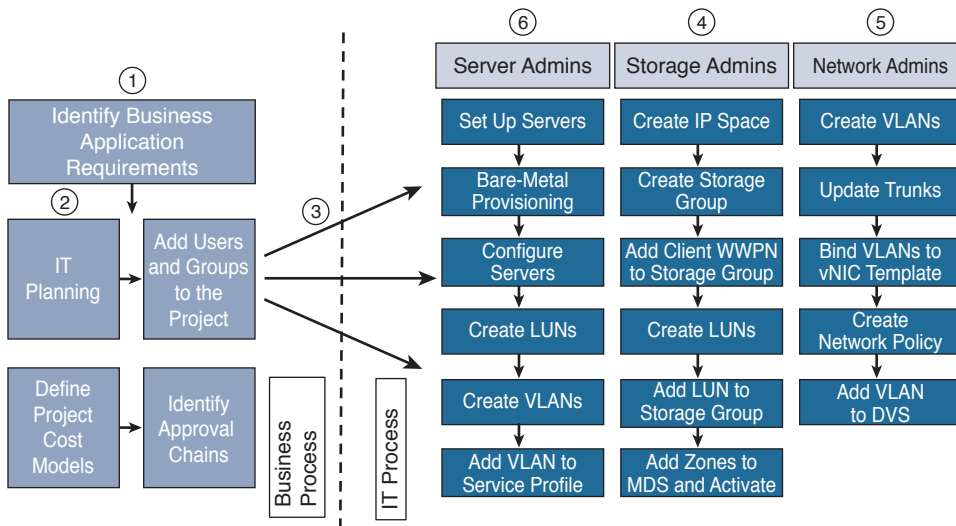 1
Identify Business
Application
Requirements
2
IT
Planning
Add Users
and Groups
to the
Project
3
Define
Project
Cost
Models
Identify
Approval
Chains
Business
Process
IT Process
6
Server Admins
Set Up Servers
Bare-Metal
Provisioning
Configure
Servers
Create LUNs
Create VLANs
Add VLAN to
Service Profile
4
Storage Admins
Create IP Space
Create Storage
Group
Add Client WWPN
to Storage Group
Create LUNs
Add LUN to
Storage Group
Add Zones to
MDS and Activate
5
Network Admins
Create VLANs
Update Trunks
Bind VLANs to
vNIC Template
Create
Network Policy
Add VLAN
to DVS